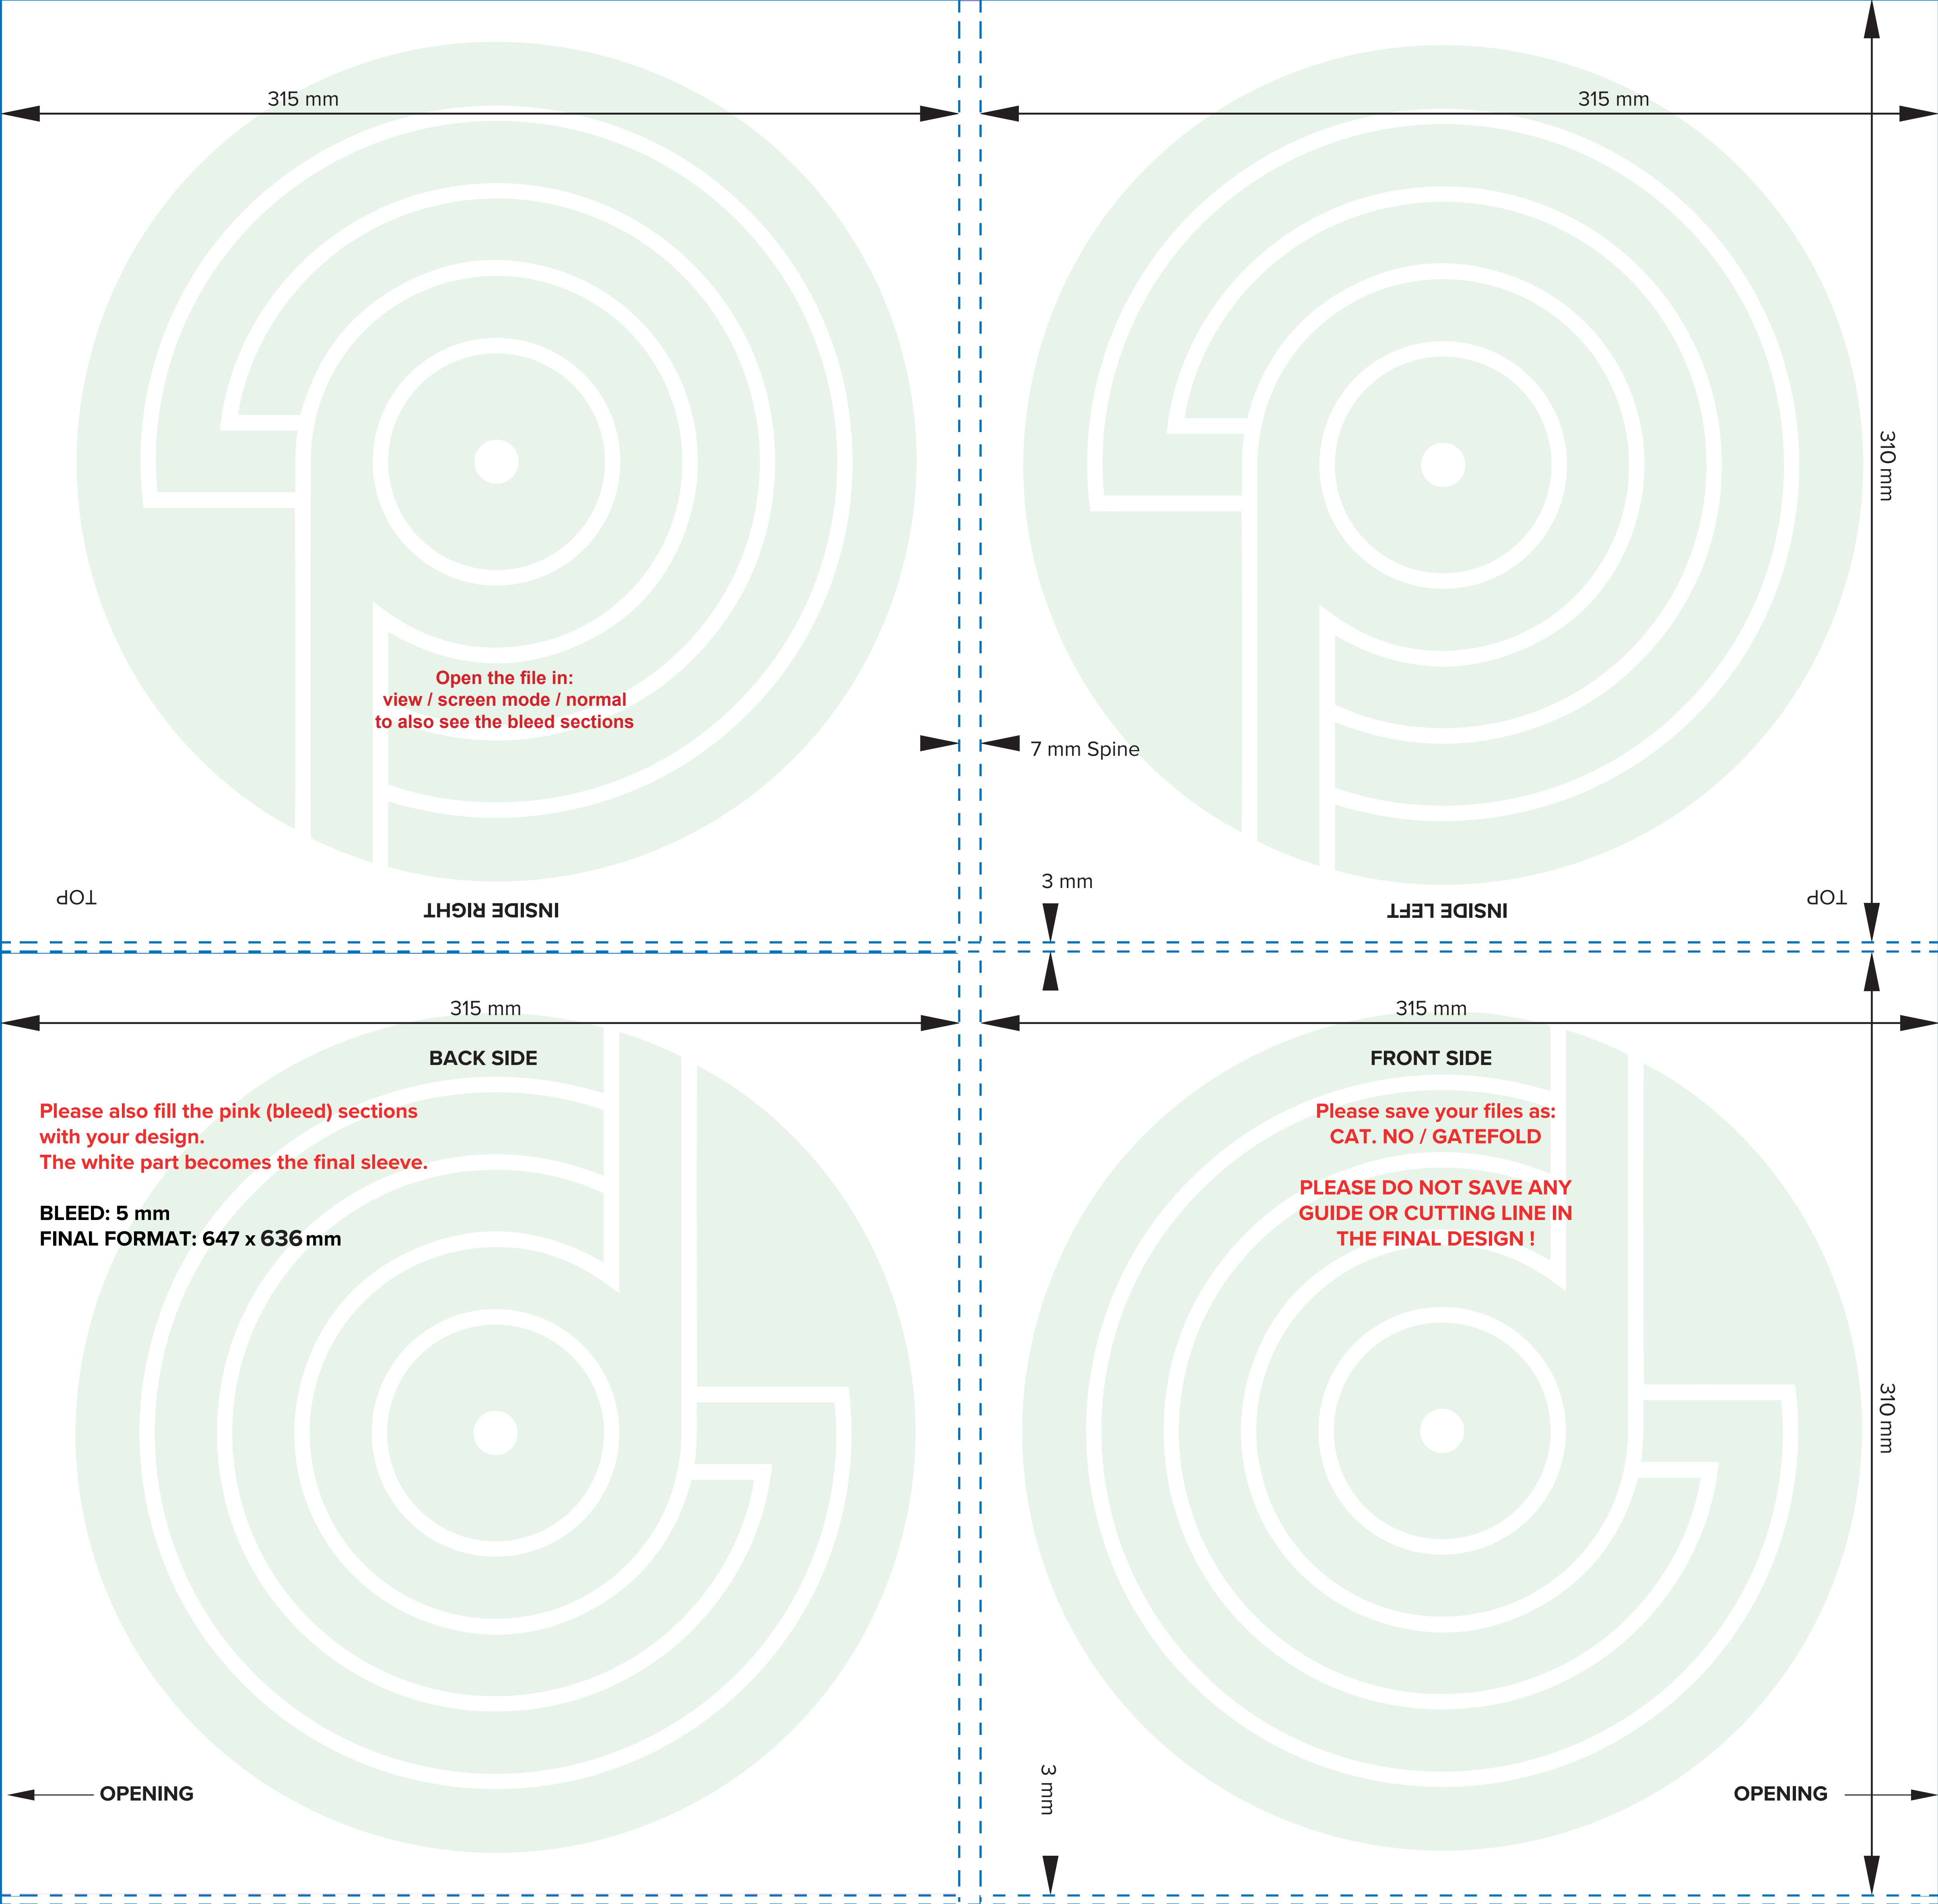 315 mm
315 mm
310 mm
Open the file in:
view / screen mode / normal
to also see the bleed sections
7 mm Spine
3 mm
TOP
INSIDE RIGHT
INSIDE LEFT
TOP
315 mm
315 mm
BACK SIDE
FRONT SIDE
Please also fill the pink (bleed) sections
with your design.
The white part becomes the final sleeve.
BLEED: 5 mm
FINAL FORMAT: 647 x 636 mm
Please save your files as:
CAT. NO / GATEFOLD
PLEASE DO NOT SAVE ANY
GUIDE OR CUTTING LINE IN
THE FINAL DESIGN !
310 mm
3 mm
OPENING
OPENING